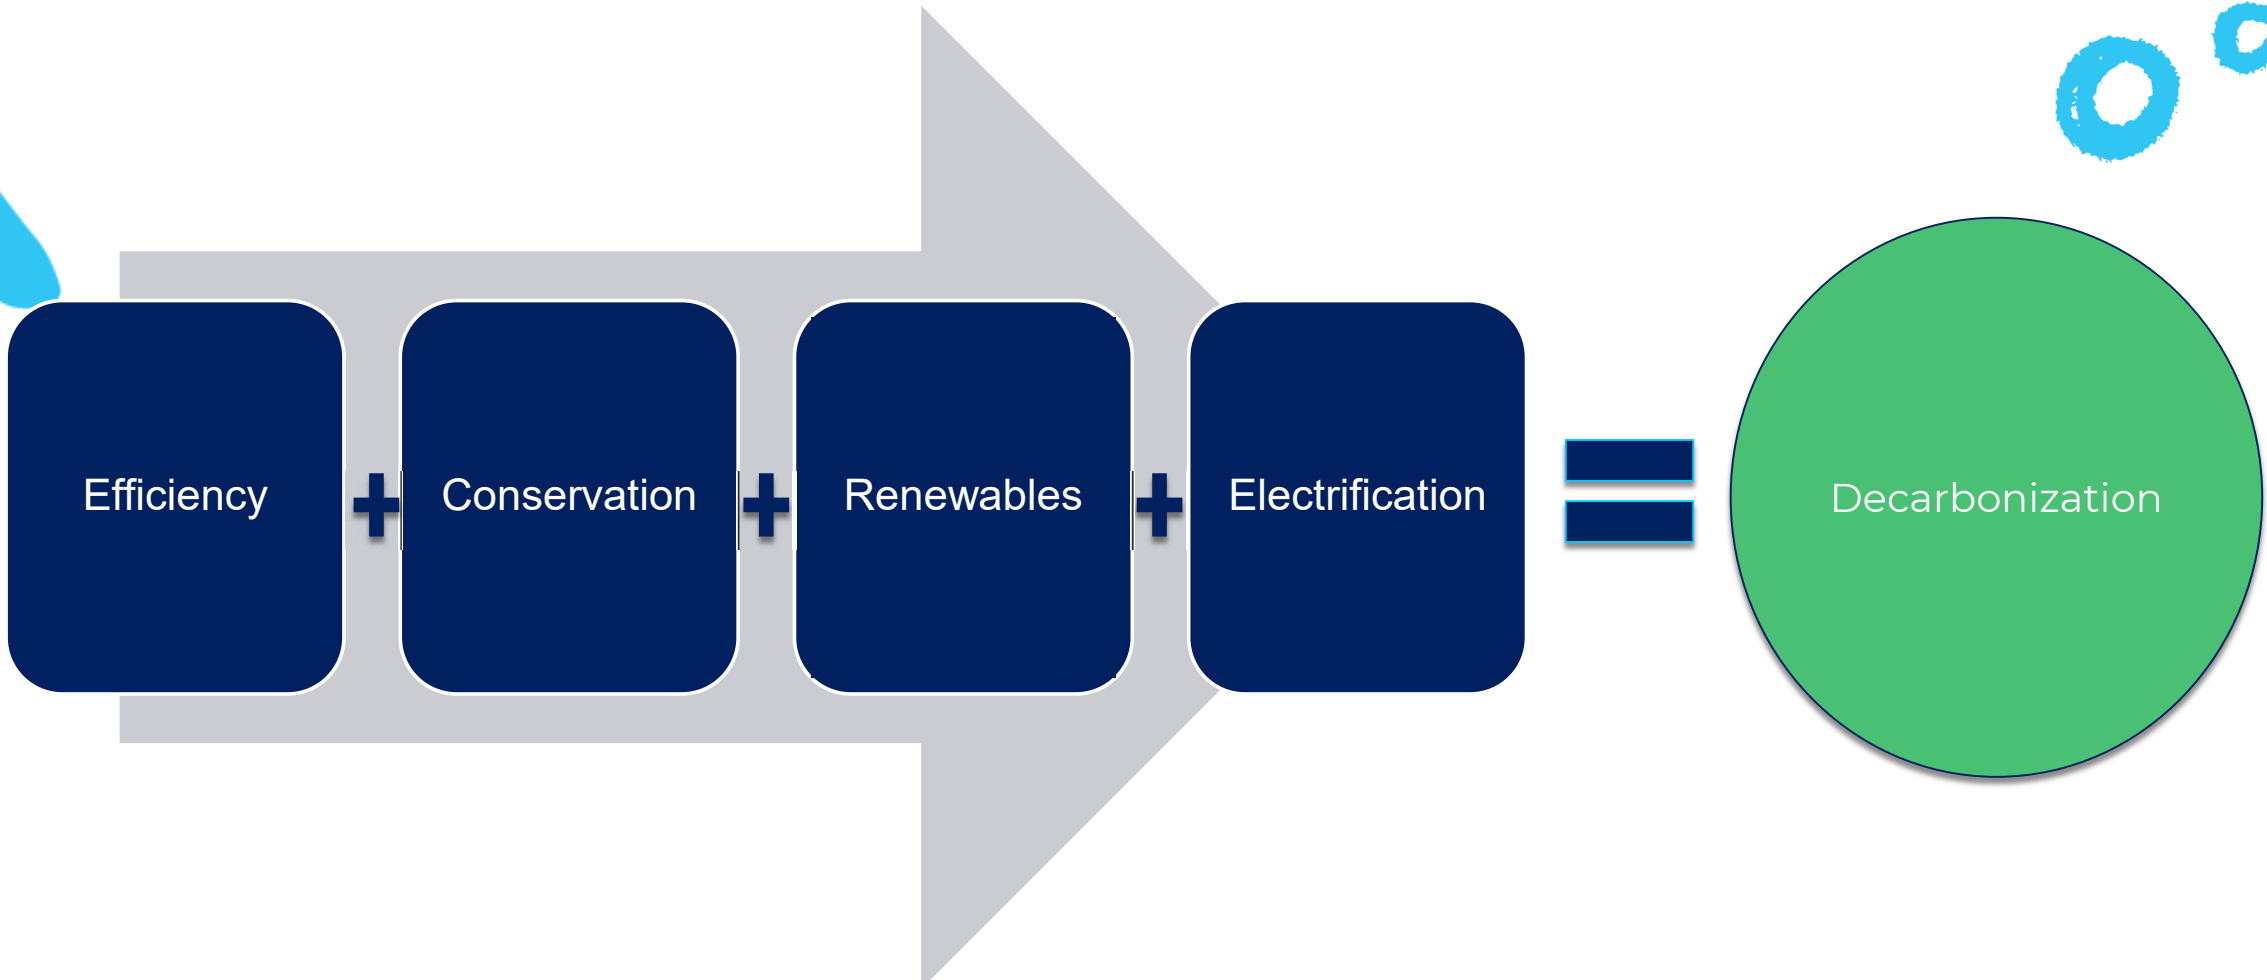 Efficiency
+
Conservation
+
Renewables
+
Electrification
=
Decarbonization